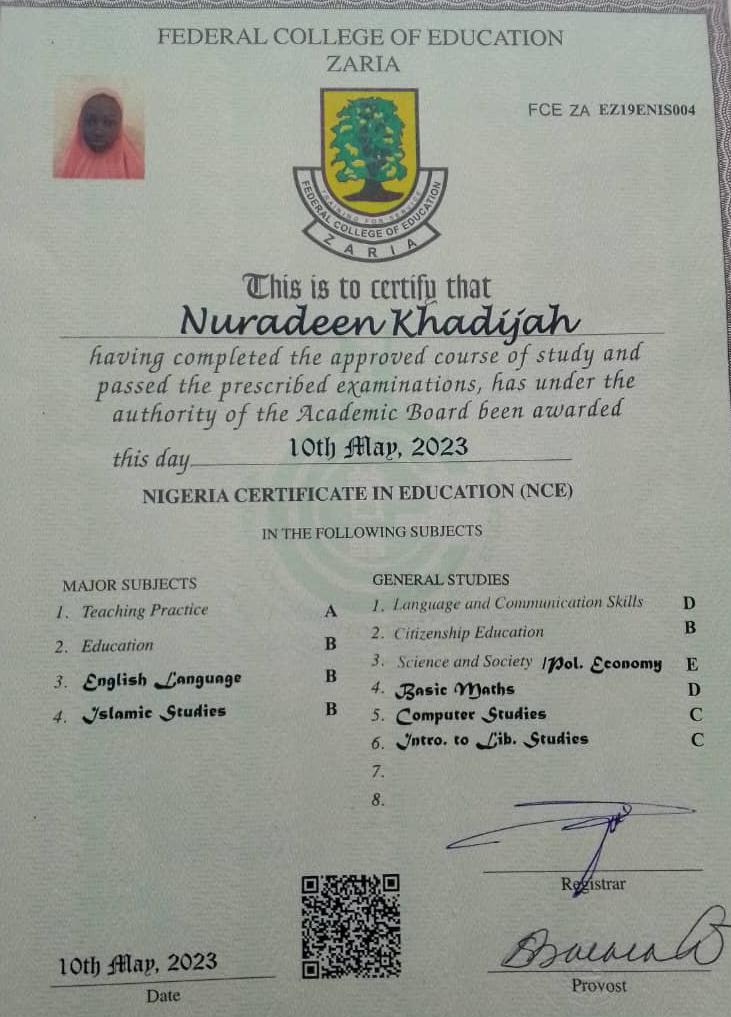 FEDERAL COLLEGE OF EDUCATION
ZARIA
FCE ZA EZ19ENIS004
TRAINING FOR SERVICE
FEDERAL COLLEGE OF EDUCATION
ZARIA
This is to certify that
Nuradeen Khadijah
having completed the approved course of study and
passed the prescribed examinations, has under the
authority of the Academic Board been awarded
this day 10th May, 2023
NIGERIA CERTIFICATE IN EDUCATION (NCE)
IN THE FOLLOWING SUBJECTS
MAJOR SUBJECTS
1. Teaching Practice A
2. Education B
3. English Language B
4. Islamic Studies B
GENERAL STUDIES
1. Language and Communication Skills D
2. Citizenship Education B
3. Science and Society /Pol. Economy E
4. Basic Maths D
5. Computer Studies C
6. Intro. to Lib. Studies C
7.
8.
Registrar
10th May, 2023
Date
Provost